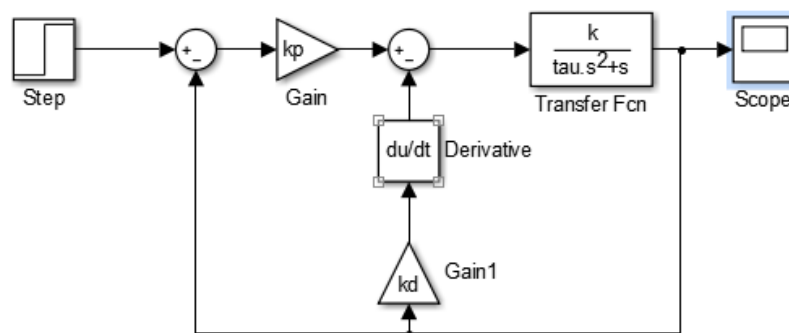 Step
+
−
kp
Gain
+
−
k
tau.s²+s
Transfer Fcn
Scope
du/dt
Derivative
kd
Gain1